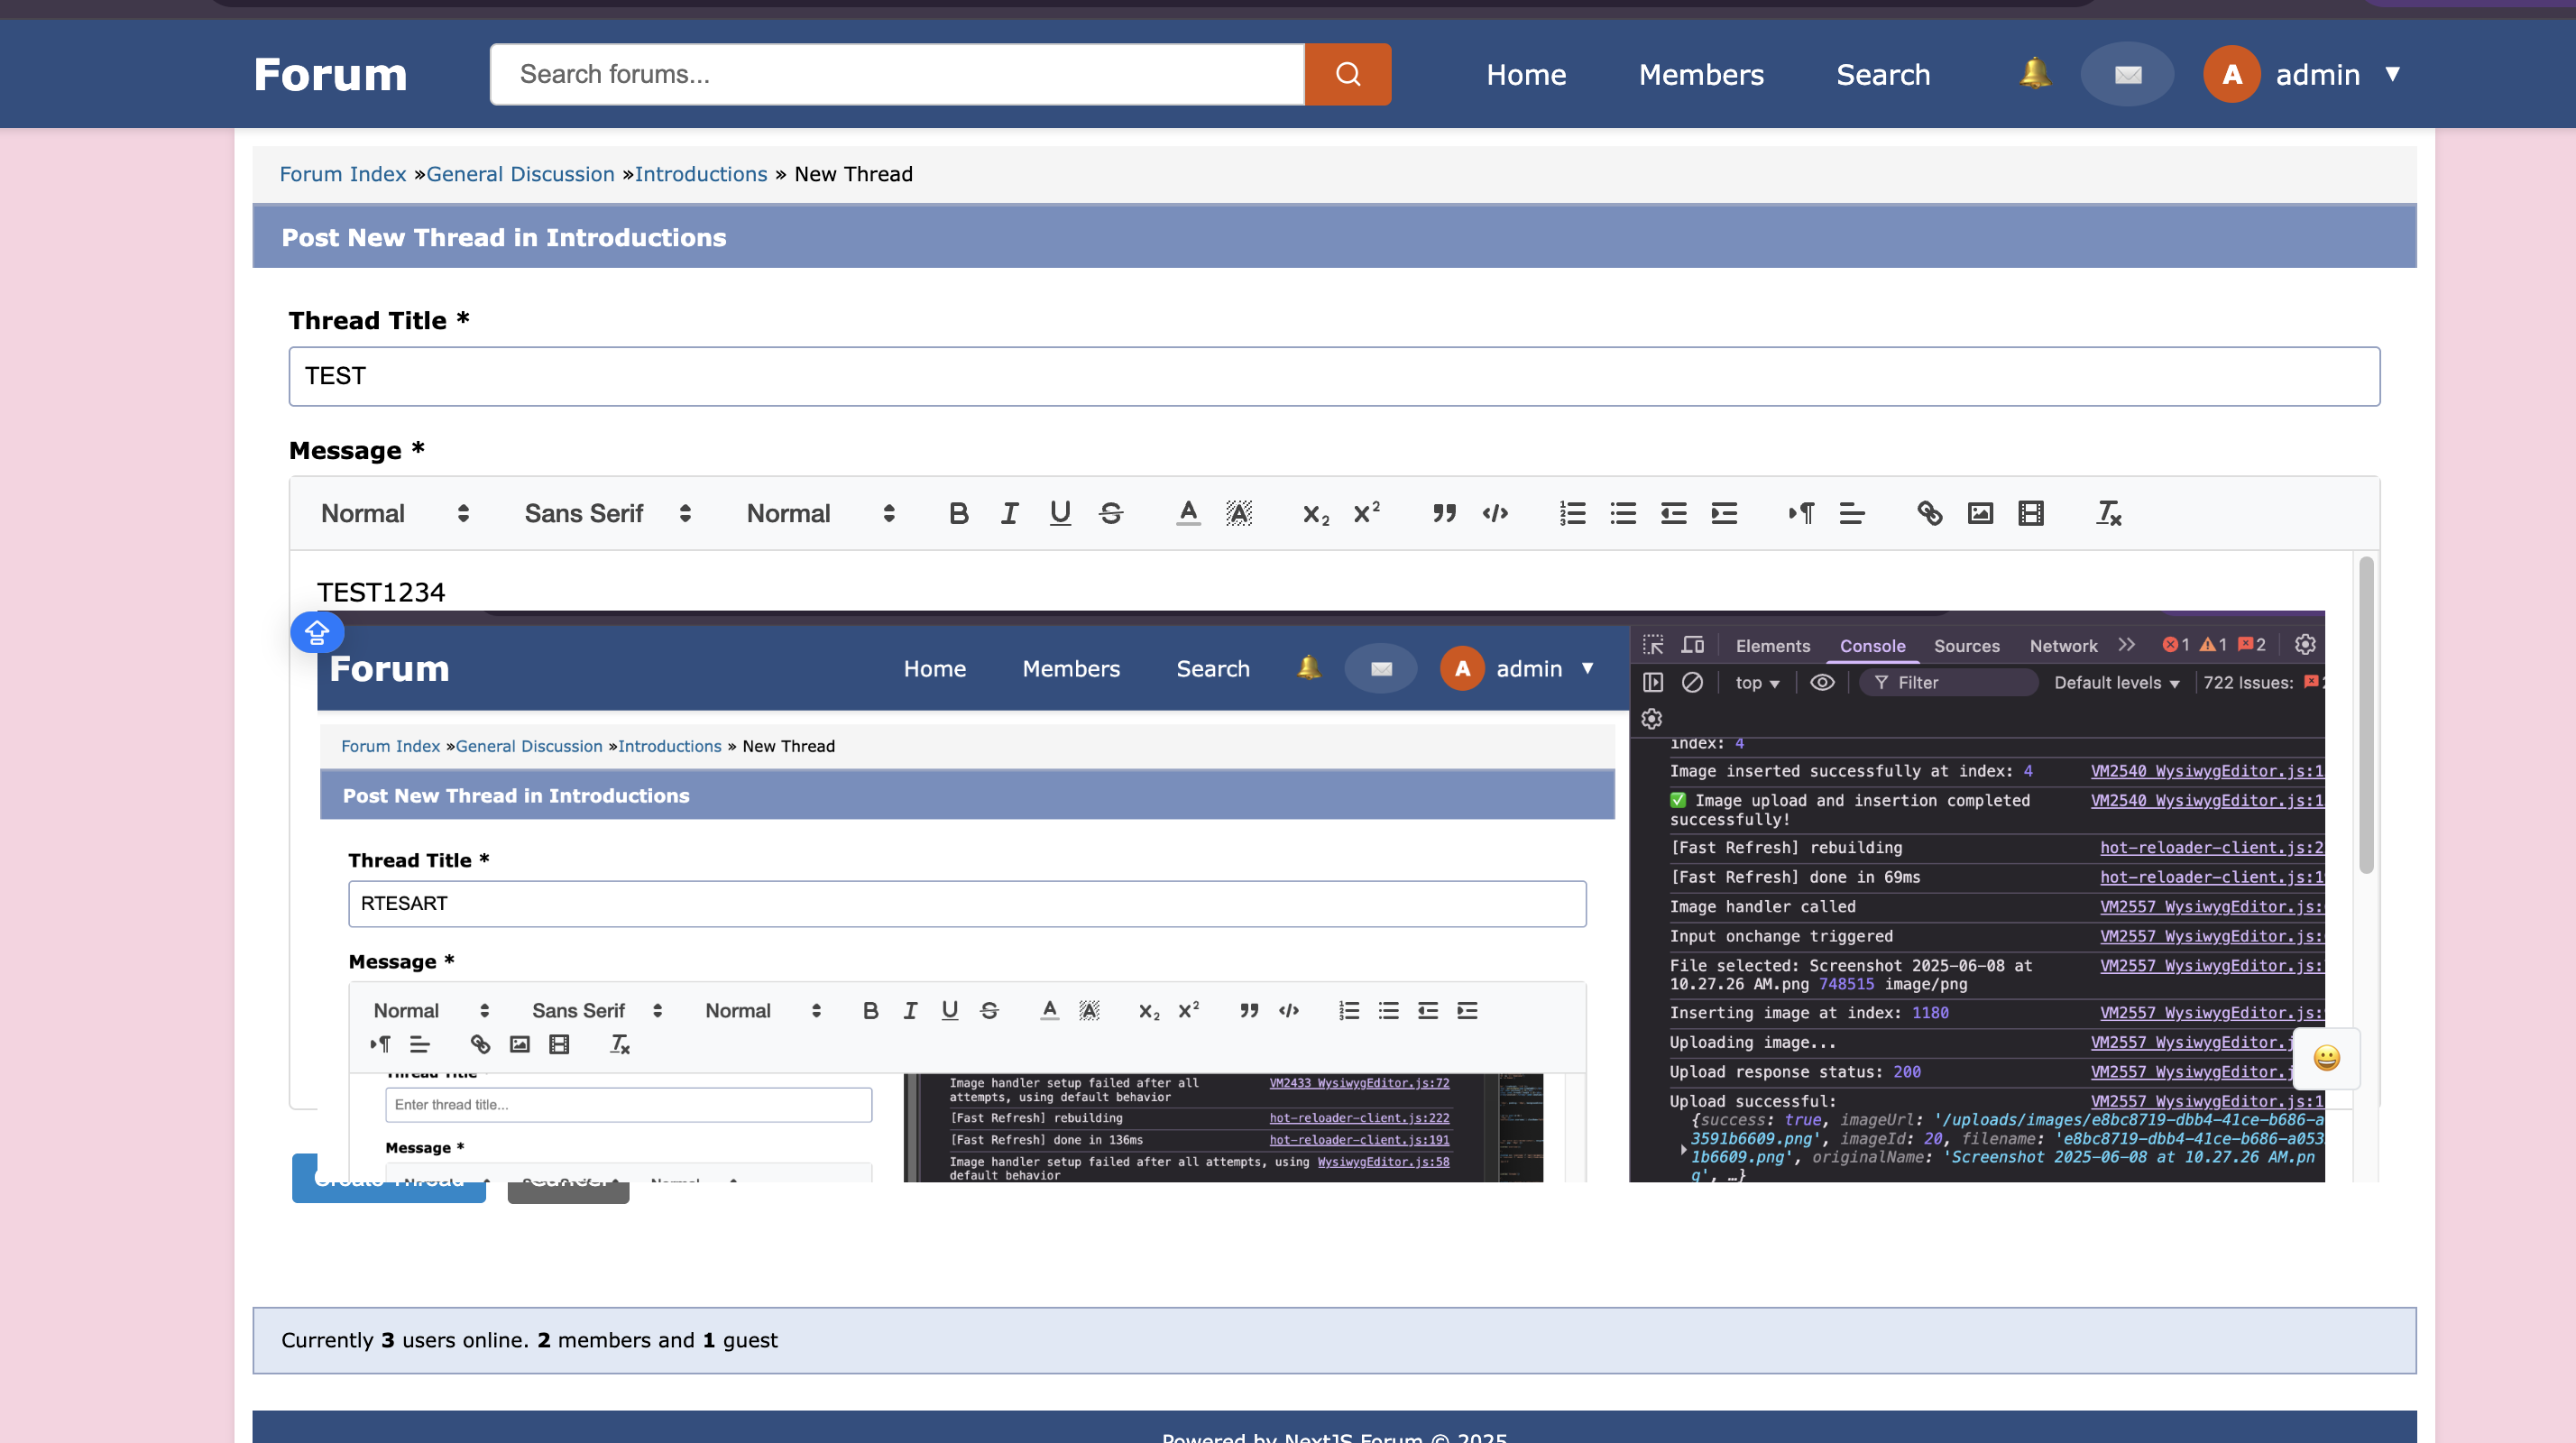 Forum
Search forums...
Home Members Search A admin ▼
Forum Index »General Discussion »Introductions » New Thread
Post New Thread in Introductions
Thread Title *
TEST
Message *
Normal Sans Serif Normal B I U S A A x₂ x² ” </>
TEST1234
Forum Home Members Search A admin ▼
Forum Index »General Discussion »Introductions » New Thread
Post New Thread in Introductions
Thread Title *
RTESART
Message *
Normal Sans Serif Normal B I U S A A x₂ x² ” </>
Thread Title
Enter thread title...
Message *
Image handler setup failed after all VM2433 WysiwygEditor.js:72
attempts, using default behavior
[Fast Refresh] rebuilding hot-reloader-client.js:222
[Fast Refresh] done in 136ms hot-reloader-client.js:191
Image handler setup failed after all attempts, using WysiwygEditor.js:58
default behavior
Elements Console Sources Network >> 1 1 2
top ▼ Filter Default levels ▼ 722 Issues:
index: 4
Image inserted successfully at index: 4 VM2540 WysiwygEditor.js:1
✅ Image upload and insertion completed VM2540 WysiwygEditor.js:1
successfully!
[Fast Refresh] rebuilding hot-reloader-client.js:2
[Fast Refresh] done in 69ms hot-reloader-client.js:1
Image handler called VM2557 WysiwygEditor.js:
Input onchange triggered VM2557 WysiwygEditor.js:
File selected: Screenshot 2025-06-08 at VM2557 WysiwygEditor.js:
10.27.26 AM.png 748515 image/png
Inserting image at index: 1180 VM2557 WysiwygEditor.js:
Uploading image... VM2557 WysiwygEditor.j
Upload response status: 200 VM2557 WysiwygEditor.j
Upload successful: VM2557 WysiwygEditor.js:1
{success: true, imageUrl: '/uploads/images/e8bc8719-dbb4-41ce-b686-a
3591b6609.png', imageId: 20, filename: 'e8bc8719-dbb4-41ce-b686-a053
1b6609.png', originalName: 'Screenshot 2025-06-08 at 10.27.26 AM.pn
g', …}
Create Thread Cancel
Currently 3 users online. 2 members and 1 guest
Powered by NextJS Forum © 2025